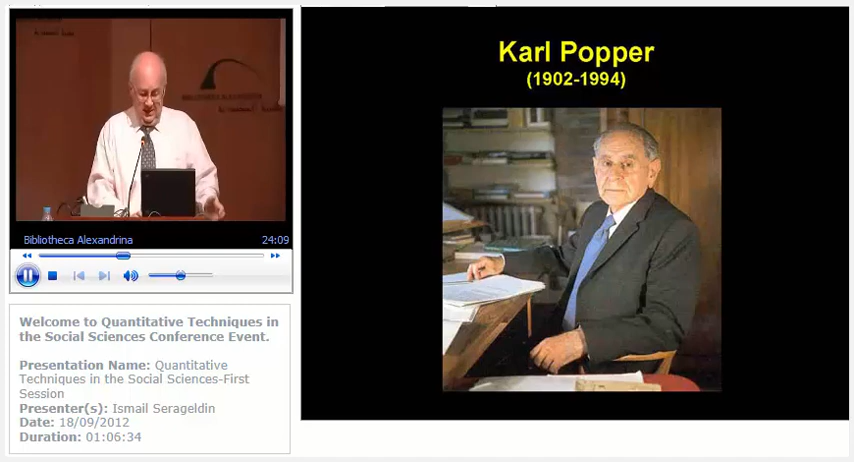 Karl Popper
(1902-1994)
Bibliotheca Alexandrina
24:09
Welcome to Quantitative Techniques in
the Social Sciences Conference Event.
Presentation Name: Quantitative
Techniques in the Social Sciences-First
Session
Presenter(s): Ismail Serageldin
Date: 18/09/2012
Duration: 01:06:34